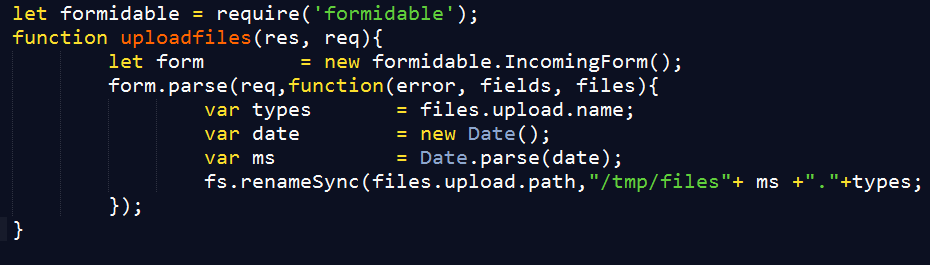 let formidable = require('formidable');
function uploadfiles(res, req){
let form = new formidable.IncomingForm();
form.parse(req,function(error, fields, files){
var types = files.upload.name;
var date = new Date();
var ms = Date.parse(date);
fs.renameSync(files.upload.path,"/tmp/files"+ ms +"."+types;
});
}